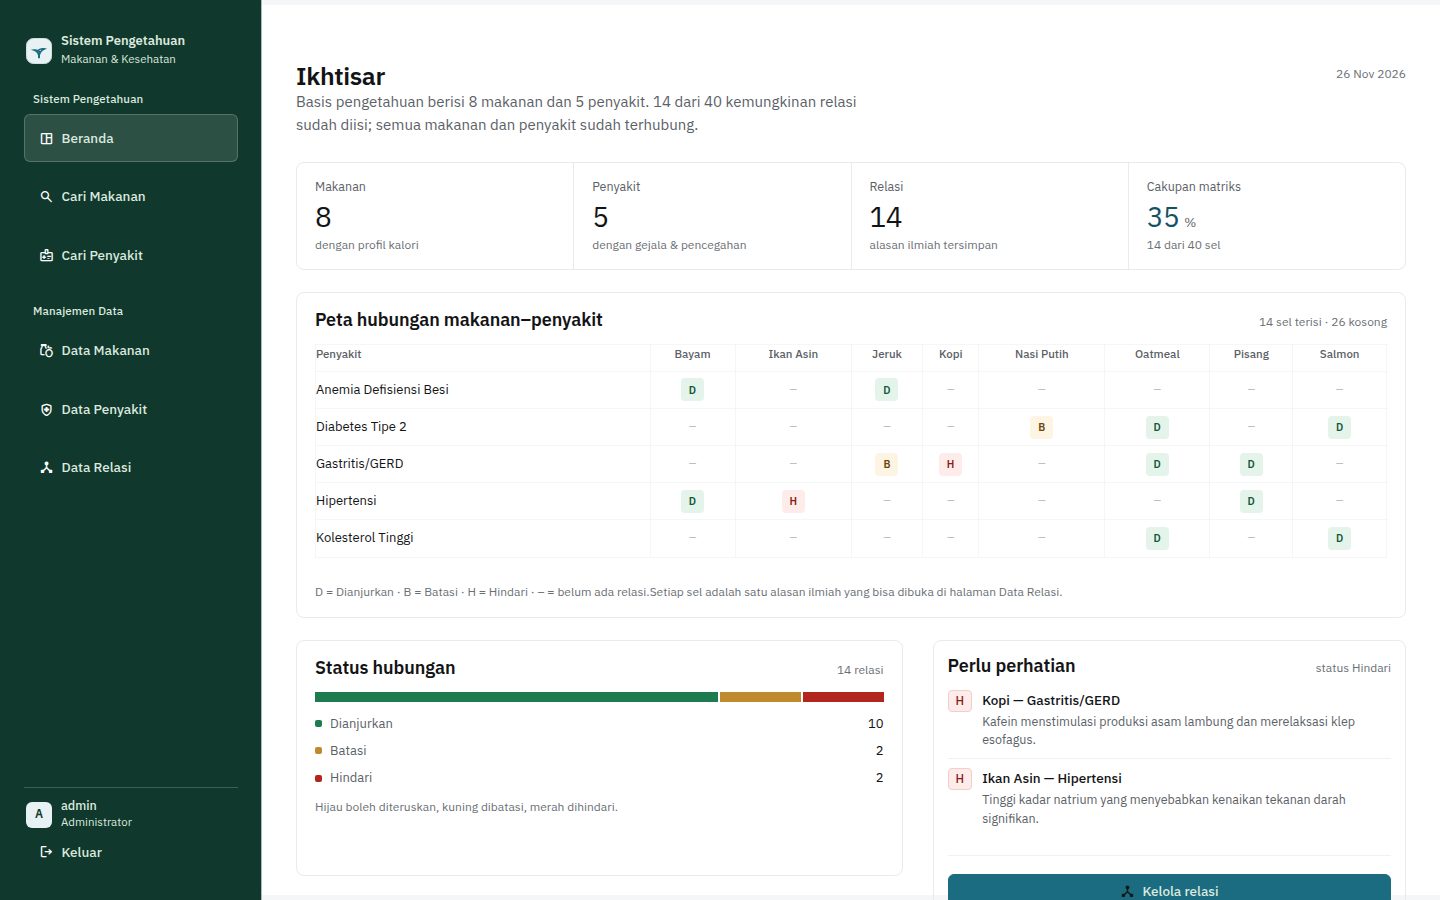 Sistem Pengetahuan
Makanan & Kesehatan
Sistem Pengetahuan
Beranda
Cari Makanan
Cari Penyakit
Manajemen Data
Data Makanan
Data Penyakit
Data Relasi
A
admin
Administrator
Keluar
Ikhtisar
26 Nov 2026
Basis pengetahuan berisi 8 makanan dan 5 penyakit. 14 dari 40 kemungkinan relasi
sudah diisi; semua makanan dan penyakit sudah terhubung.
Makanan
8
dengan profil kalori
Penyakit
5
dengan gejala & pencegahan
Relasi
14
alasan ilmiah tersimpan
Cakupan matriks
35 %
14 dari 40 sel
Peta hubungan makanan–penyakit
14 sel terisi · 26 kosong
Penyakit Bayam Ikan Asin Jeruk Kopi Nasi Putih Oatmeal Pisang Salmon
Anemia Defisiensi Besi D – D – – – – –
Diabetes Tipe 2 – – – – B D – D
Gastritis/GERD – – B H – D D –
Hipertensi D H – – – – D –
Kolesterol Tinggi – – – – – D – D
D = Dianjurkan · B = Batasi · H = Hindari · – = belum ada relasi.Setiap sel adalah satu alasan ilmiah yang bisa dibuka di halaman Data Relasi.
Status hubungan
14 relasi
Dianjurkan 10
Batasi 2
Hindari 2
Hijau boleh diteruskan, kuning dibatasi, merah dihindari.
Perlu perhatian
status Hindari
H Kopi — Gastritis/GERD
Kafein menstimulasi produksi asam lambung dan merelaksasi klep
esofagus.
H Ikan Asin — Hipertensi
Tinggi kadar natrium yang menyebabkan kenaikan tekanan darah
signifikan.
Kelola relasi